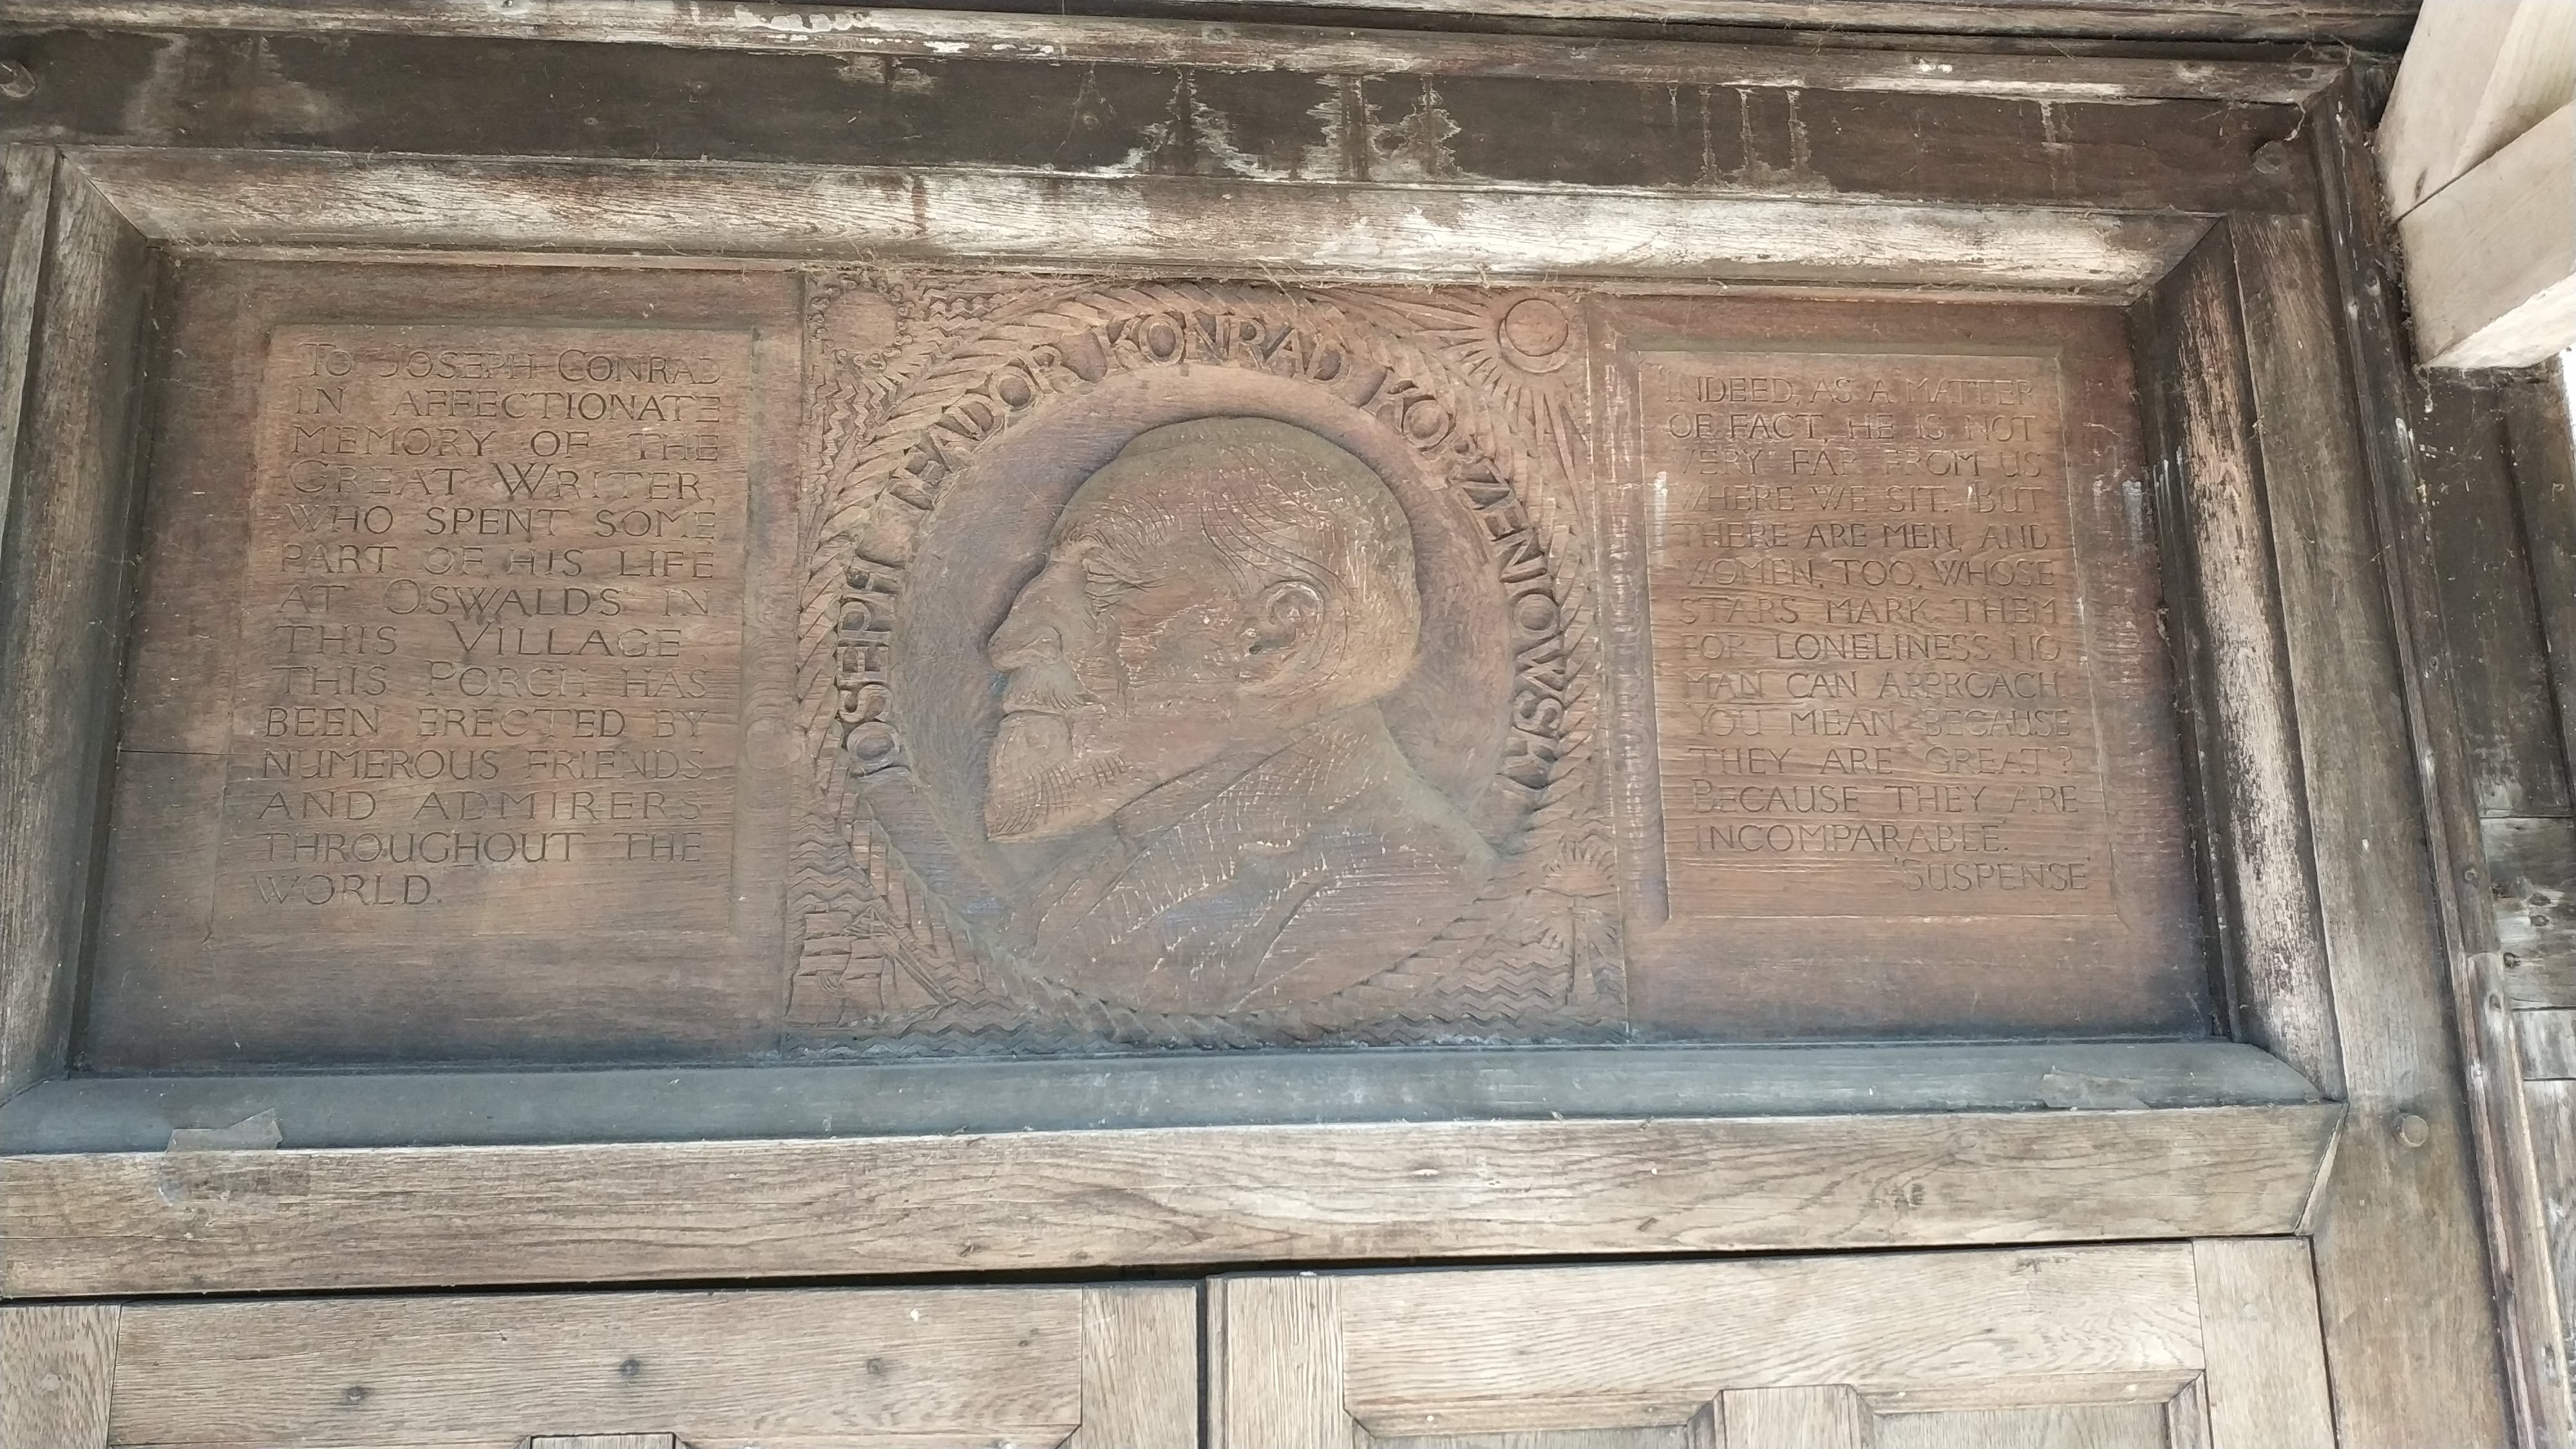 TO JOSEPH CONRAD
IN AFFECTIONATE
MEMORY OF THE
GREAT WRITER,
WHO SPENT SOME
PART OF HIS LIFE
AT OSWALDS IN
THIS VILLAGE,
THIS PORCH HAS
BEEN ERECTED BY
NUMEROUS FRIENDS
AND ADMIRERS
THROUGHOUT THE
WORLD.
JOSEPH TEADOR KONRAD KORZENIOWSKI
"INDEED, AS A MATTER
OF FACT, HE IS NOT
VERY FAR FROM US
WHERE WE SIT. BUT
THERE ARE MEN, AND
WOMEN, TOO, WHOSE
STARS MARK THEM
FOR LONELINESS NO
MAN CAN APPROACH.
YOU MEAN BECAUSE
THEY ARE GREAT?
BECAUSE THEY ARE
INCOMPARABLE."
'SUSPENSE'